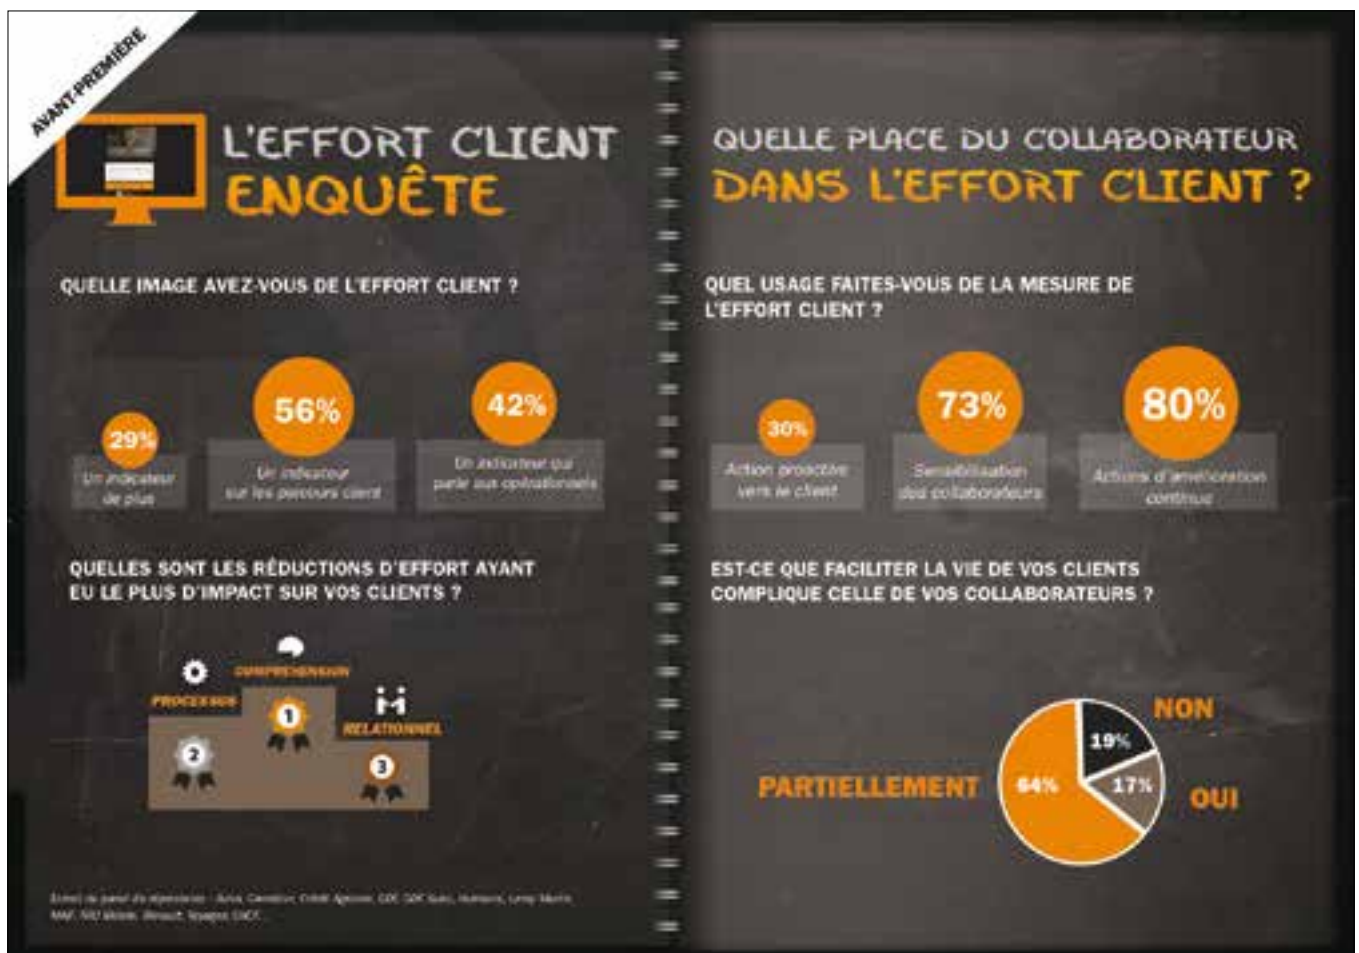 AVANT-PREMIÈRE
L'EFFORT CLIENT
ENQUÊTE
QUELLE IMAGE AVEZ-VOUS DE L'EFFORT CLIENT ?
29%
Un indicateur
de plus
56%
Un indicateur
sur les parcours client
42%
Un indicateur qui
parle aux opérationnels
QUELLES SONT LES RÉDUCTIONS D'EFFORT AYANT
EU LE PLUS D'IMPACT SUR VOS CLIENTS ?
COMPRÉHENSION
PROCESSUS
1
RELATIONNEL
2
3
QUELLE PLACE DU COLLABORATEUR
DANS L'EFFORT CLIENT ?
QUEL USAGE FAITES-VOUS DE LA MESURE DE
L'EFFORT CLIENT ?
30%
Action proactive
vers le client
73%
Sensibilisation
des collaborateurs
80%
Actions d'amélioration
continue
EST-CE QUE FACILITER LA VIE DE VOS CLIENTS
COMPLIQUE CELLE DE VOS COLLABORATEURS ?
NON
19%
PARTIELLEMENT
64%
17%
OUI